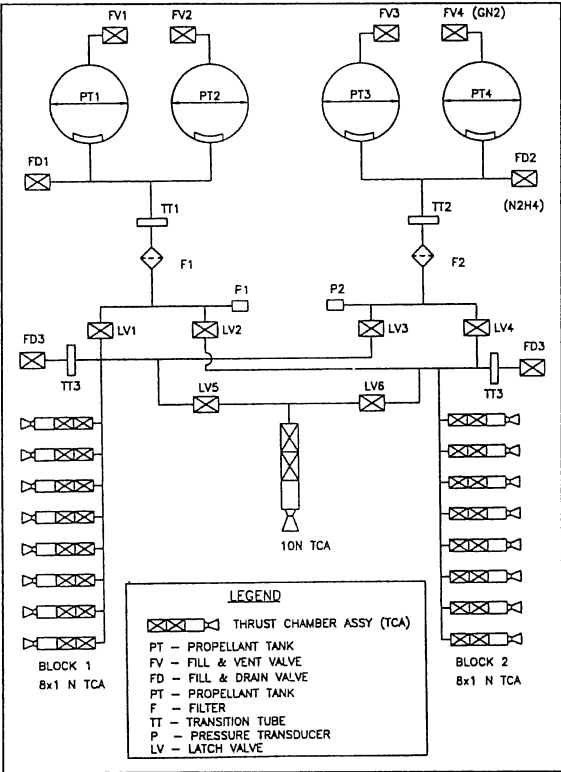 FV1 FV2 FV3 FV4 (GN2)
PT1 PT2 PT3 PT4
FD1 FD2
(N2H4)
TT1 TT2
F1 F2
P1 P2
LV1 LV2 LV3 LV4
FD3 FD3
TT3 TT3
LV5 LV6
10N TCA
BLOCK 1
8x1 N TCA
BLOCK 2
8x1 N TCA
LEGEND
THRUST CHAMBER ASSY (TCA)
PT – PROPELLANT TANK
FV – FILL & VENT VALVE
FD – FILL & DRAIN VALVE
PT – PROPELLANT TANK
F – FILTER
TT – TRANSITION TUBE
P – PRESSURE TRANSDUCER
LV – LATCH VALVE